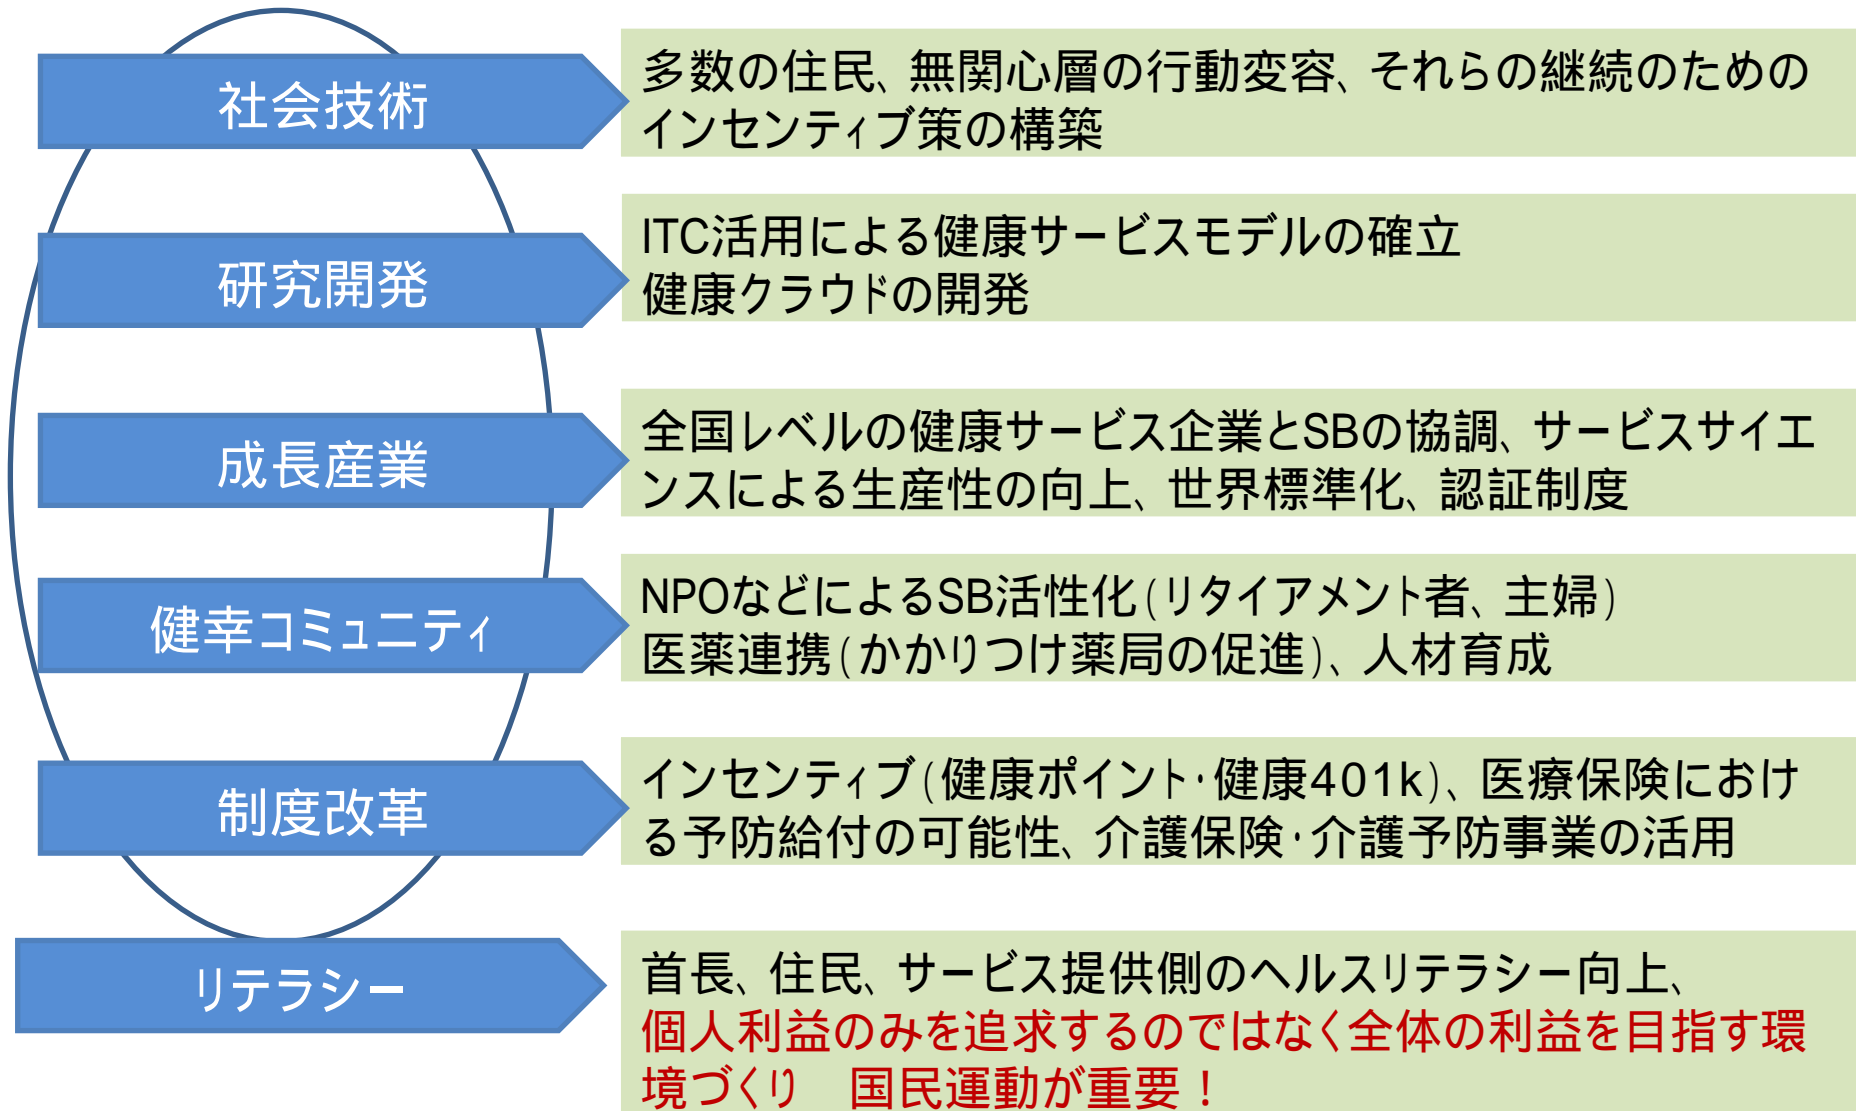 社会技術
多数の住民、無関心層の行動変容、それらの継続のための
インセンティブ策の構築
研究開発
ITC活用による健康サービスモデルの確立
健康クラウドの開発
成長産業
全国レベルの健康サービス企業とSBの協調、サービスサイエ
ンスによる生産性の向上、世界標準化、認証制度
健幸コミュニティ
NPOなどによるSB活性化(リタイアメント者、主婦)
医薬連携(かかりつけ薬局の促進)、人材育成
制度改革
インセンティブ(健康ポイント・健康401k)、医療保険におけ
る予防給付の可能性、介護保険・介護予防事業の活用
リテラシー
首長、住民、サービス提供側のヘルスリテラシー向上、
個人利益のみを追求するのではなく全体の利益を目指す環
境づくり　国民運動が重要！